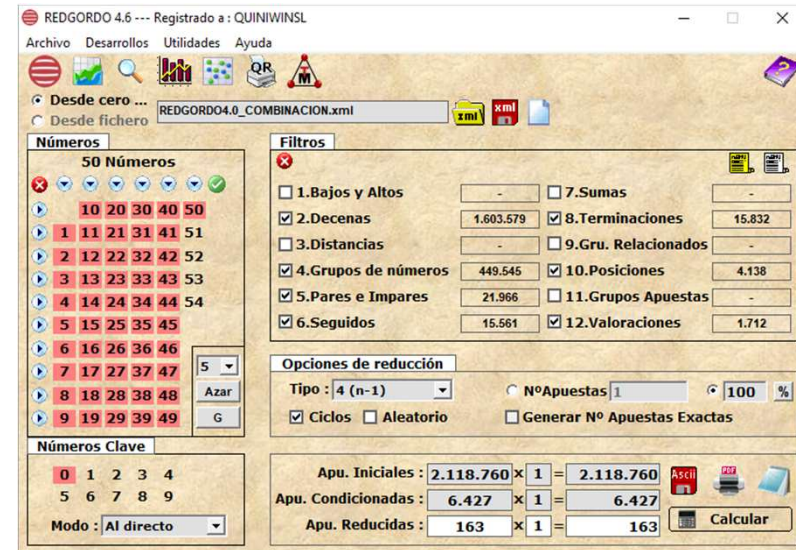 REDGORDO 4.6 --- Registrado a : QUINIWINSL
Archivo Desarrollos Utilidades Ayuda
QR M
Desde cero ...
Desde fichero
REDGORDO4.0_COMBINACION.xml
xml xml
Números
50 Números
10 20 30 40 50
1 11 21 31 41 51
2 12 22 32 42 52
3 13 23 33 43 53
4 14 24 34 44 54
5 15 25 35 45
6 16 26 36 46
7 17 27 37 47
8 18 28 38 48
9 19 29 39 49
5
Azar
G
Números Clave
0 1 2 3 4
5 6 7 8 9
Modo : Al directo
Filtros
1.Bajos y Altos -
2.Decenas 1.603.579
3.Distancias -
4.Grupos de números 449.545
5.Pares e Impares 21.966
6.Seguidos 15.561
7.Sumas -
8.Terminaciones 15.832
9.Gru. Relacionados -
10.Posiciones 4.138
11.Grupos Apuestas -
12.Valoraciones 1.712
Opciones de reducción
Tipo : 4 (n-1) NºApuestas 1 100 %
Ciclos Aleatorio Generar Nº Apuestas Exactas
Apu. Iniciales : 2.118.760 x 1 = 2.118.760
Apu. Condicionadas : 6.427 x 1 = 6.427
Apu. Reducidas : 163 x 1 = 163
Ascii PDF
Calcular